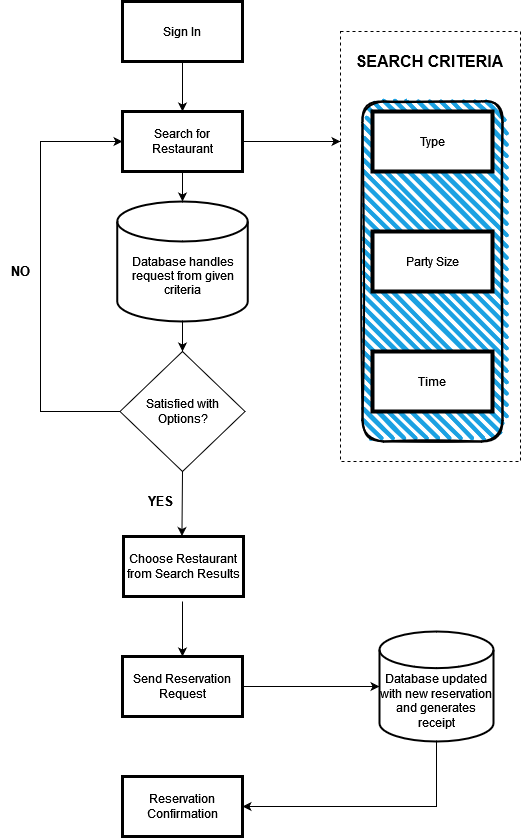 Sign In
Search for
Restaurant
SEARCH CRITERIA
Type
Party Size
Time
Database handles
request from given
criteria
NO
Satisfied with
Options?
YES
Choose Restaurant
from Search Results
Send Reservation
Request
Database updated
with new reservation
and generates
receipt
Reservation
Confirmation